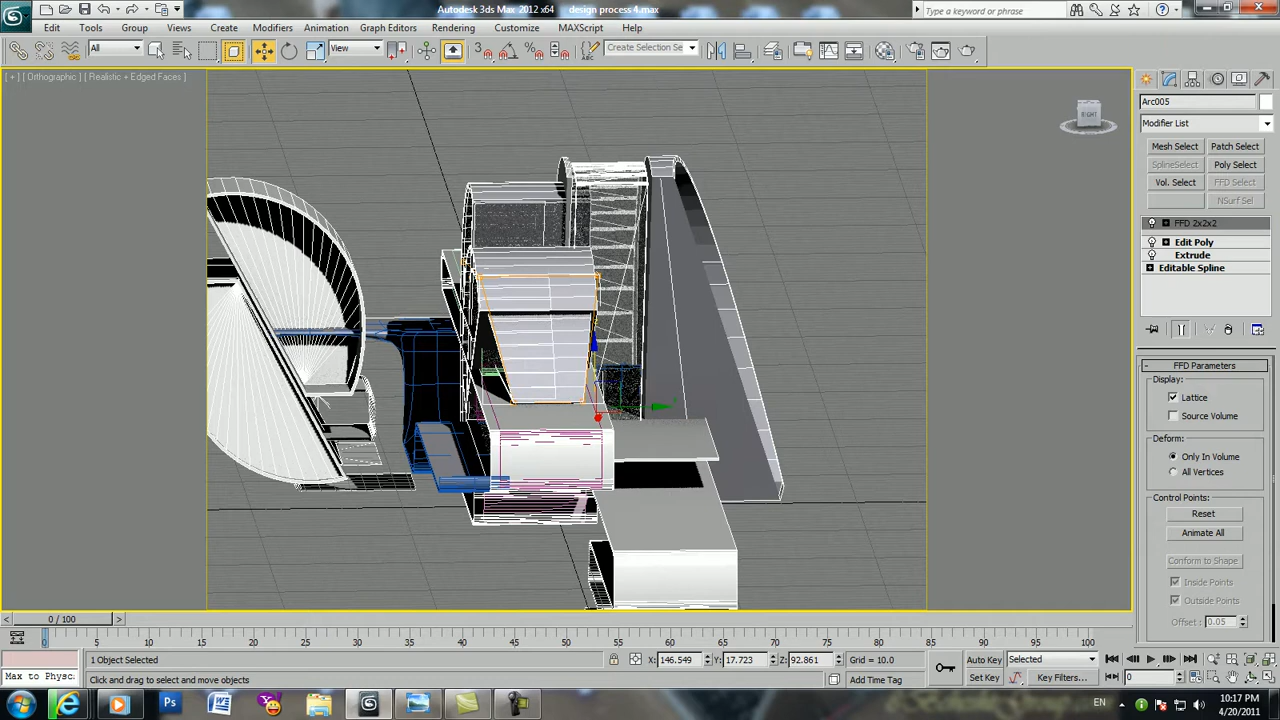 Autodesk 3ds Max 2012 x64 design process 4.max
Type a keyword or phrase
Edit Tools Group Views Create Modifiers Animation Graph Editors Rendering Customize MAXScript Help
All
View
3
Create Selection Se
[ + ] [ Orthographic ] [ Realistic + Edged Faces ]
RIGHT
Arc005
Modifier List
Mesh Select Patch Select
SplineSelect Poly Select
Vol. Select FFD Select
NSurf Sel
FFD 2x2x2
Edit Poly
Extrude
Editable Spline
- FFD Parameters
Display:
Lattice
Source Volume
Deform:
Only In Volume
All Vertices
Control Points:
Reset
Animate All
Conform to Shape
Inside Points
Outside Points
Offset : 0.05
< 0 / 100 >
0 5 10 15 20 25 30 35 40 45 50 55 60 65 70 75 80 85 90 95 100
1 Object Selected X: 146.549 Y: 17.723 Z: 92.861 Grid = 10.0 Auto Key Selected
Max to Physc: Click and drag to select and move objects Add Time Tag Set Key Key Filters... 0
Ps W EN 10:17 PM
4/20/2011